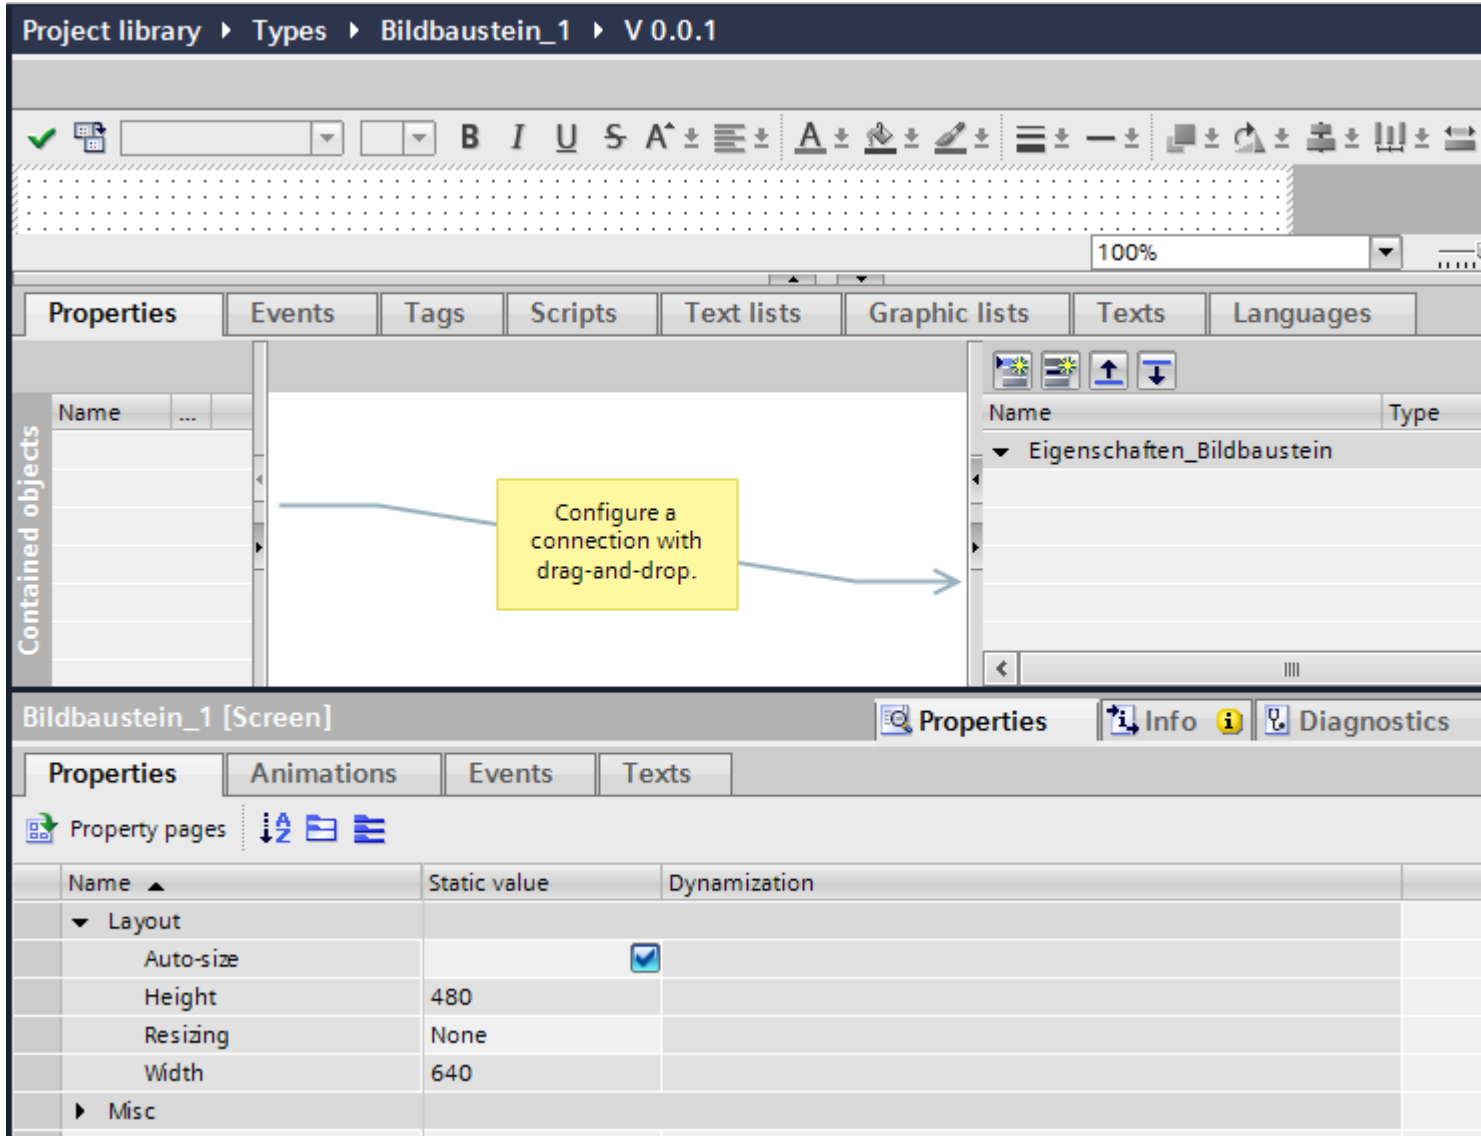 Project library Types Bildbaustein_1 V 0.0.1
B I U S A A
100%
Properties Events Tags Scripts Text lists Graphic lists Texts Languages
Name ... Name Type
Contained objects
Eigenschaften_Bildbaustein
Configure a
connection with
drag-and-drop.
Bildbaustein_1 [Screen] Properties Info Diagnostics
Properties Animations Events Texts
Property pages
Name Static value Dynamization
Layout
Auto-size
Height 480
Resizing None
Width 640
Misc